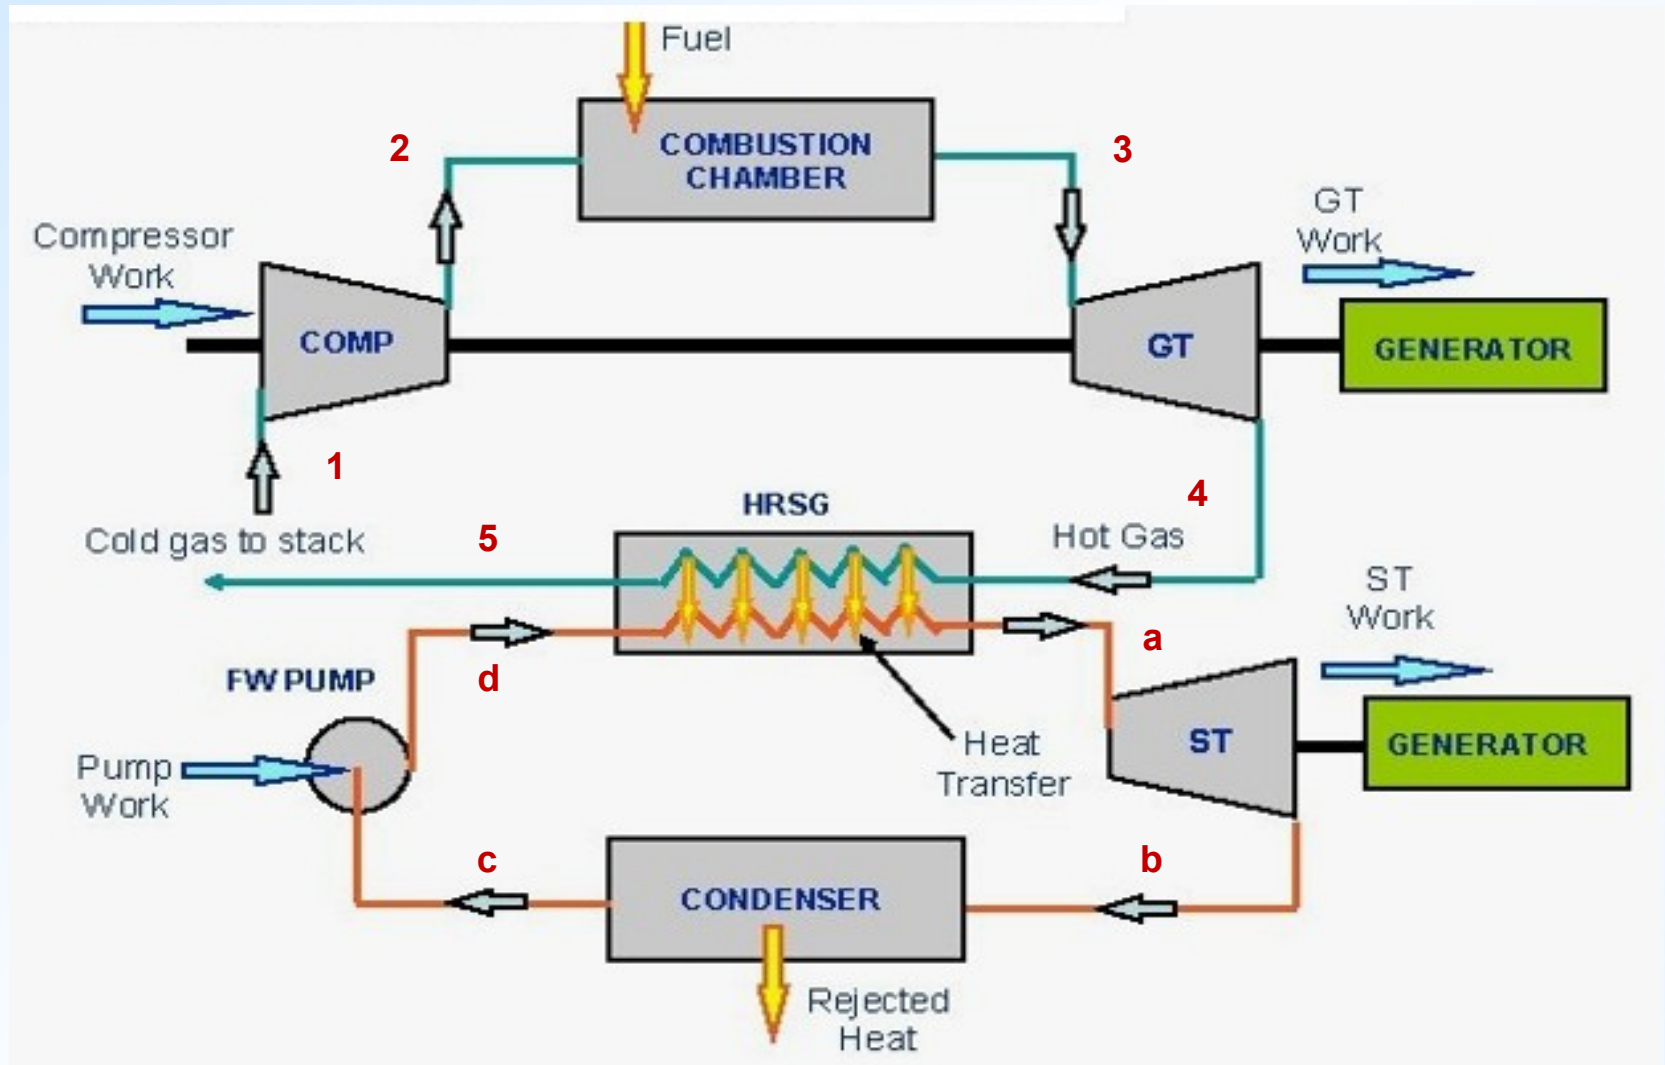 Fuel
2
COMBUSTION
CHAMBER
3
Compressor
Work
GT
Work
COMP
GT
GENERATOR
1
HRSG
4
Cold gas to stack
5
Hot Gas
ST
Work
a
FW PUMP
d
Pump
Work
Heat
Transfer
ST
GENERATOR
c
b
CONDENSER
Rejected
Heat